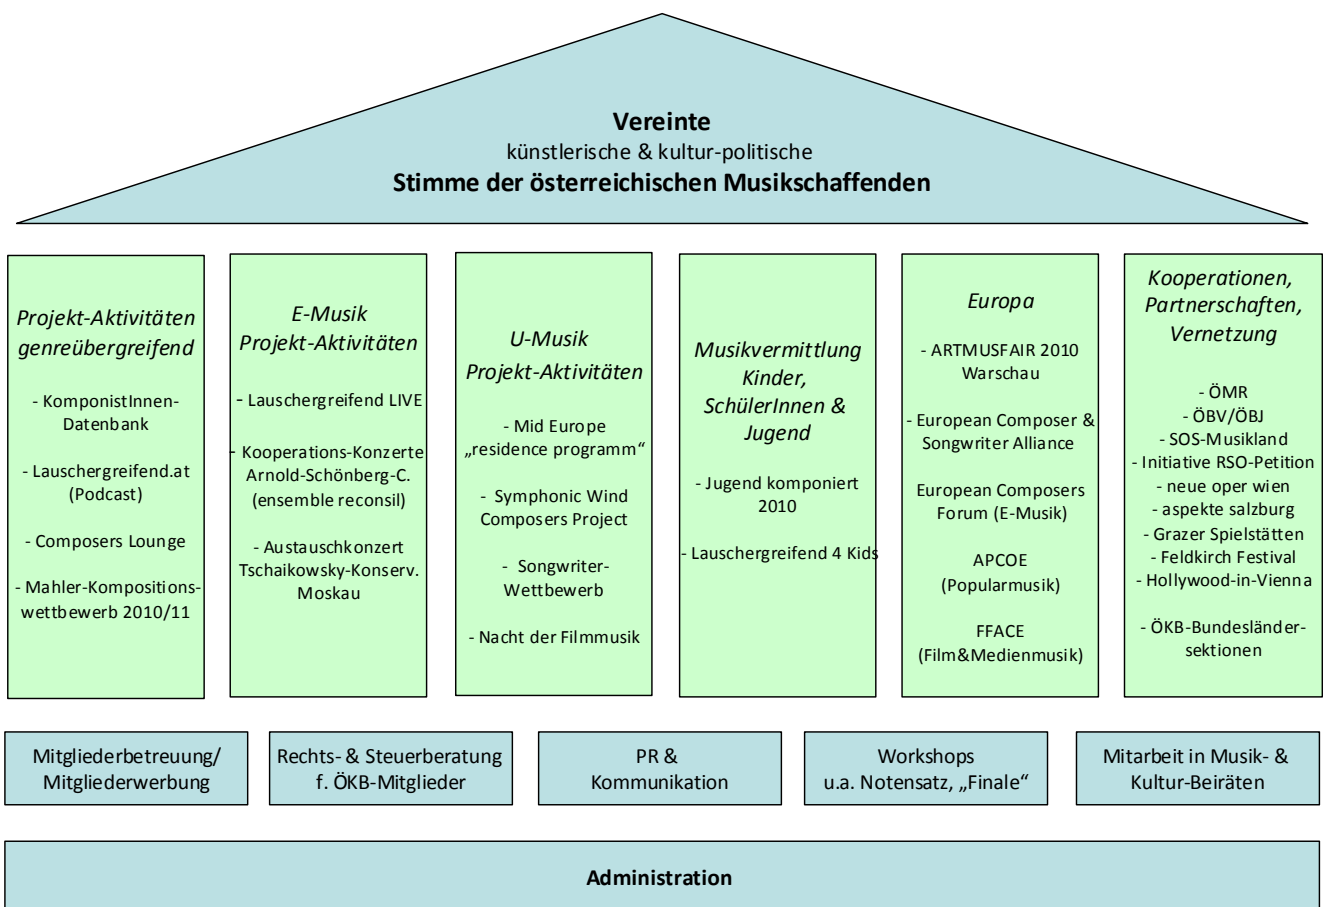 Vereinte
künstlerische & kultur-politische
Stimme der österreichischen Musikschaffenden
Projekt-Aktivitäten
genreübergreifend
- KomponistInnen-
Datenbank
- Lauschergreifend.at
(Podcast)
- Composers Lounge
- Mahler-Kompositions-
wettbewerb 2010/11
E-Musik
Projekt-Aktivitäten
- Lauschergreifend LIVE
- Kooperations-Konzerte
Arnold-Schönberg-C.
(ensemble reconsil)
- Austauschkonzert
Tschaikowsky-Konserv.
Moskau
U-Musik
Projekt-Aktivitäten
- Mid Europe
„residence programm“
- Symphonic Wind
Composers Project
- Songwriter-
Wettbewerb
- Nacht der Filmmusik
Musikvermittlung
Kinder,
SchülerInnen &
Jugend
- Jugend komponiert
2010
- Lauschergreifend 4 Kids
Europa
- ARTMUSFAIR 2010
Warschau
- European Composer &
Songwriter Alliance
European Composers
Forum (E-Musik)
APCOE
(Popularmusik)
FFACE
(Film&Medienmusik)
Kooperationen,
Partnerschaften,
Vernetzung
- ÖMR
- ÖBV/ÖBJ
- SOS-Musikland
- Initiative RSO-Petition
- neue oper wien
- aspekte salzburg
- Grazer Spielstätten
- Feldkirch Festival
- Hollywood-in-Vienna
- ÖKB-Bundesländer-
sektionen
Mitgliederbetreuung/
Mitgliederwerbung
Rechts- & Steuerberatung
f. ÖKB-Mitglieder
PR &
Kommunikation
Workshops
u.a. Notensatz, „Finale“
Mitarbeit in Musik- &
Kultur-Beiräten
Administration